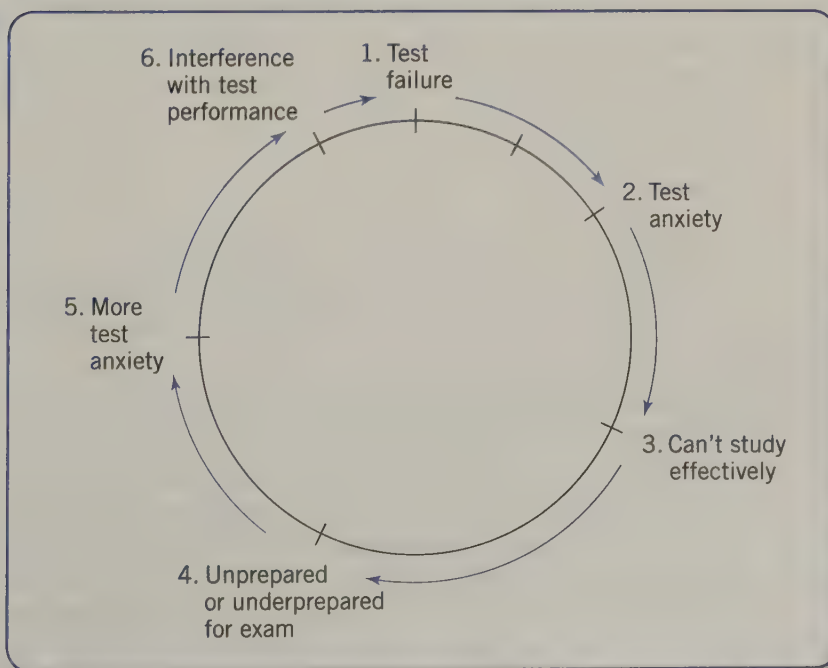 1. Test
failure
2. Test
anxiety
3. Can't study
effectively
4. Unprepared
or underprepared
for exam
5. More
test
anxiety
6. Interference
with test
performance